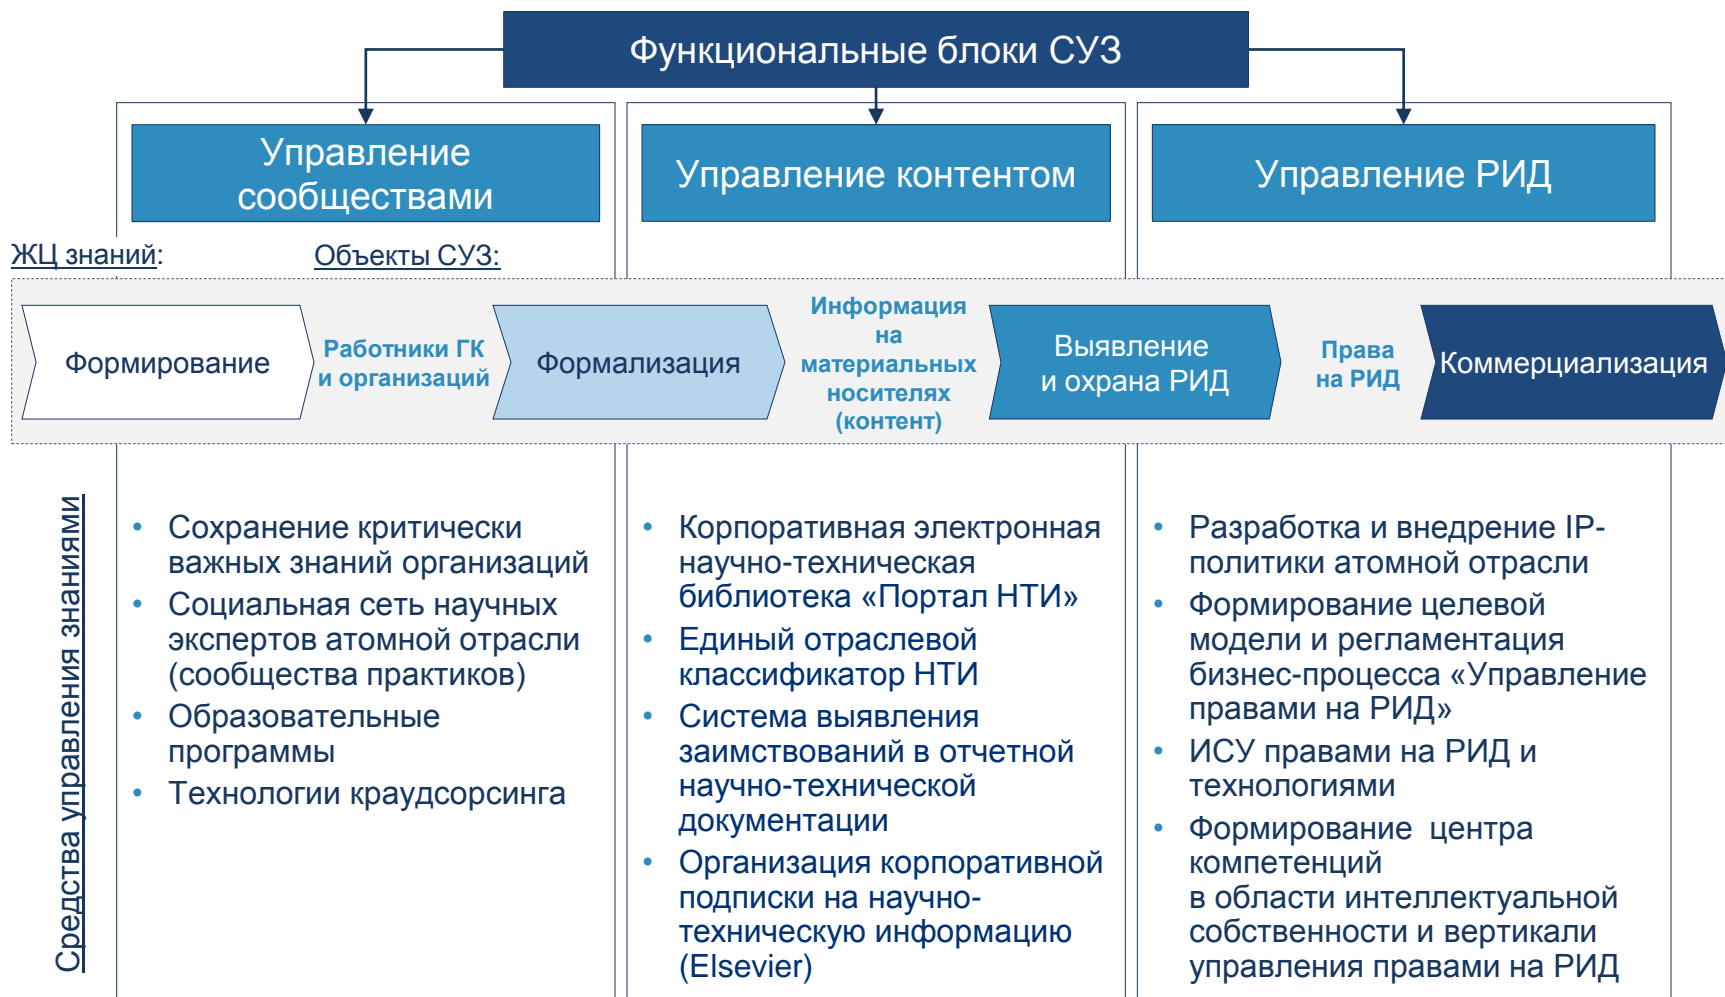 Функциональные блоки СУЗ
Управление
сообществами
Управление контентом
Управление РИД
ЖЦ знаний:
Объекты СУЗ:
Формирование
Работники ГК
и организаций
Формализация
Информация
на
материальных
носителях
(контент)
Выявление
и охрана РИД
Права
на РИД
Коммерциализация
Средства управления знаниями
• Сохранение критически
важных знаний организаций
• Социальная сеть научных
экспертов атомной отрасли
(сообщества практиков)
• Образовательные
программы
• Технологии краудсорсинга
• Корпоративная электронная
научно-техническая
библиотека «Портал НТИ»
• Единый отраслевой
классификатор НТИ
• Система выявления
заимствований в отчетной
научно-технической
документации
• Организация корпоративной
подписки на научно-
техническую информацию
(Elsevier)
• Разработка и внедрение IP-
политики атомной отрасли
• Формирование целевой
модели и регламентация
бизнес-процесса «Управление
правами на РИД»
• ИСУ правами на РИД и
технологиями
• Формирование центра
компетенций
в области интеллектуальной
собственности и вертикали
управления правами на РИД